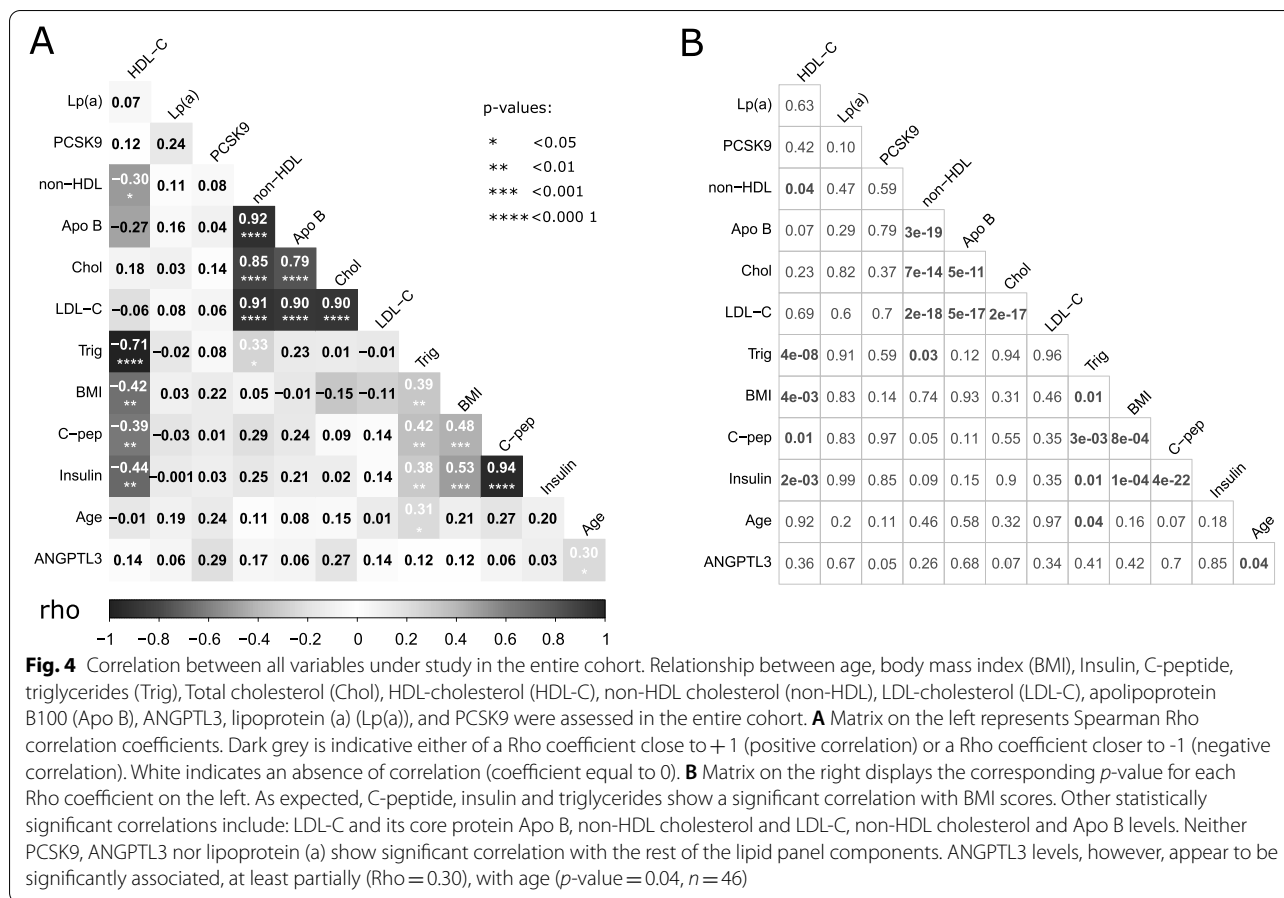 A
HDL−C
Lp(a) 0.07
Lp(a)
PCSK9 0.12 0.24
PCSK9
non−HDL −0.30 0.11 0.08
*
non−HDL
Apo B −0.27 0.16 0.04 0.92
****
Apo B
Chol 0.18 0.03 0.14 0.85 0.79
**** ****
Chol
LDL−C −0.06 0.08 0.06 0.91 0.90 0.90
**** **** ****
LDL−C
Trig −0.71 −0.02 0.08 0.33 0.23 0.01 −0.01
**** *
Trig
BMI −0.42 0.03 0.22 0.05 −0.01 −0.15 −0.11 0.39
** **
BMI
C−pep −0.39 −0.03 0.01 0.29 0.24 0.09 0.14 0.42 0.48
** ** ***
C−pep
Insulin −0.44 −0.001 0.03 0.25 0.21 0.02 0.14 0.38 0.53 0.94
** ** *** ****
Insulin
Age −0.01 0.19 0.24 0.11 0.08 0.15 0.01 0.31 0.21 0.27 0.20
*
Age
ANGPTL3 0.14 0.06 0.29 0.17 0.06 0.27 0.14 0.12 0.12 0.06 0.03 0.30
*
p-values:
* <0.05
** <0.01
*** <0.001
**** <0.000 1
rho
−1 −0.8 −0.6 −0.4 −0.2 0 0.2 0.4 0.6 0.8 1
B
HDL−C
Lp(a) 0.63
Lp(a)
PCSK9 0.42 0.10
PCSK9
non−HDL 0.04 0.47 0.59
non−HDL
Apo B 0.07 0.29 0.79 3e-19
Apo B
Chol 0.23 0.82 0.37 7e-14 5e-11
Chol
LDL−C 0.69 0.6 0.7 2e-18 5e-17 2e-17
LDL−C
Trig 4e-08 0.91 0.59 0.03 0.12 0.94 0.96
Trig
BMI 4e-03 0.83 0.14 0.74 0.93 0.31 0.46 0.01
BMI
C−pep 0.01 0.83 0.97 0.05 0.11 0.55 0.35 3e-03 8e-04
C−pep
Insulin 2e-03 0.99 0.85 0.09 0.15 0.9 0.35 0.01 1e-04 4e-22
Insulin
Age 0.92 0.2 0.11 0.46 0.58 0.32 0.97 0.04 0.16 0.07 0.18
Age
ANGPTL3 0.36 0.67 0.05 0.26 0.68 0.07 0.34 0.41 0.42 0.7 0.85 0.04
Fig. 4 Correlation between all variables under study in the entire cohort. Relationship between age, body mass index (BMI), Insulin, C-peptide,
triglycerides (Trig), Total cholesterol (Chol), HDL-cholesterol (HDL-C), non-HDL cholesterol (non-HDL), LDL-cholesterol (LDL-C), apolipoprotein
B100 (Apo B), ANGPTL3, lipoprotein (a) (Lp(a)), and PCSK9 were assessed in the entire cohort. A Matrix on the left represents Spearman Rho
correlation coefficients. Dark grey is indicative either of a Rho coefficient close to + 1 (positive correlation) or a Rho coefficient closer to -1 (negative
correlation). White indicates an absence of correlation (coefficient equal to 0). B Matrix on the right displays the corresponding p-value for each
Rho coefficient on the left. As expected, C-peptide, insulin and triglycerides show a significant correlation with BMI scores. Other statistically
significant correlations include: LDL-C and its core protein Apo B, non-HDL cholesterol and LDL-C, non-HDL cholesterol and Apo B levels. Neither
PCSK9, ANGPTL3 nor lipoprotein (a) show significant correlation with the rest of the lipid panel components. ANGPTL3 levels, however, appear to be
significantly associated, at least partially (Rho = 0.30), with age (p-value = 0.04, n = 46)